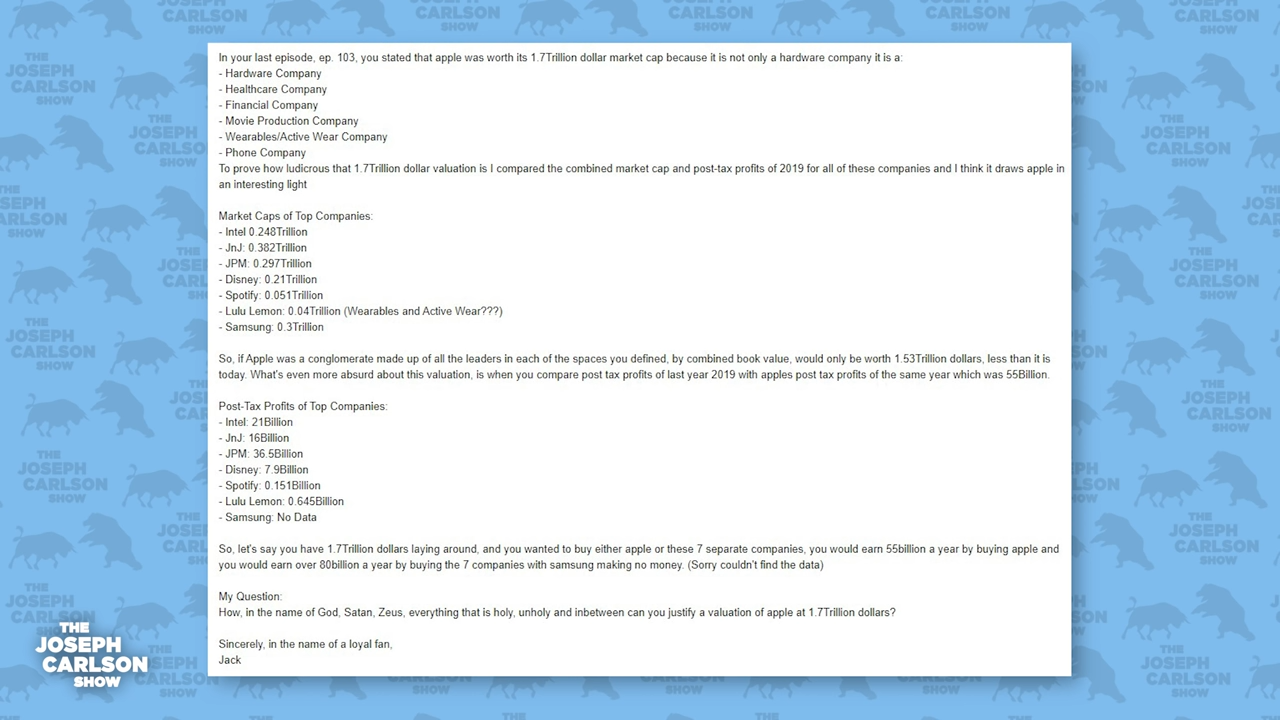 In your last episode, ep. 103, you stated that apple was worth its 1.7Trillion dollar market cap because it is not only a hardware company it is a:
- Hardware Company
- Healthcare Company
- Financial Company
- Movie Production Company
- Wearables/Active Wear Company
- Phone Company
To prove how ludicrous that 1.7Trillion dollar valuation is I compared the combined market cap and post-tax profits of 2019 for all of these companies and I think it draws apple in
an interesting light
Market Caps of Top Companies:
- Intel 0.248Trillion
- JnJ: 0.382Trillion
- JPM: 0.297Trillion
- Disney: 0.21Trillion
- Spotify: 0.051Trillion
- Lulu Lemon: 0.04Trillion (Wearables and Active Wear???)
- Samsung: 0.3Trillion
So, if Apple was a conglomerate made up of all the leaders in each of the spaces you defined, by combined book value, would only be worth 1.53Trillion dollars, less than it is
today. What's even more absurd about this valuation, is when you compare post tax profits of last year 2019 with apples post tax profits of the same year which was 55Billion.
Post-Tax Profits of Top Companies:
- Intel: 21Billion
- JnJ: 16Billion
- JPM: 36.5Billion
- Disney: 7.9Billion
- Spotify: 0.151Billion
- Lulu Lemon: 0.645Billion
- Samsung: No Data
So, let's say you have 1.7Trillion dollars laying around, and you wanted to buy either apple or these 7 separate companies, you would earn 55billion a year by buying apple and
you would earn over 80billion a year by buying the 7 companies with samsung making no money. (Sorry couldn't find the data)
My Question:
How, in the name of God, Satan, Zeus, everything that is holy, unholy and inbetween can you justify a valuation of apple at 1.7Trillion dollars?
Sincerely, in the name of a loyal fan,
Jack
THE
JOSEPH
CARLSON
SHOW